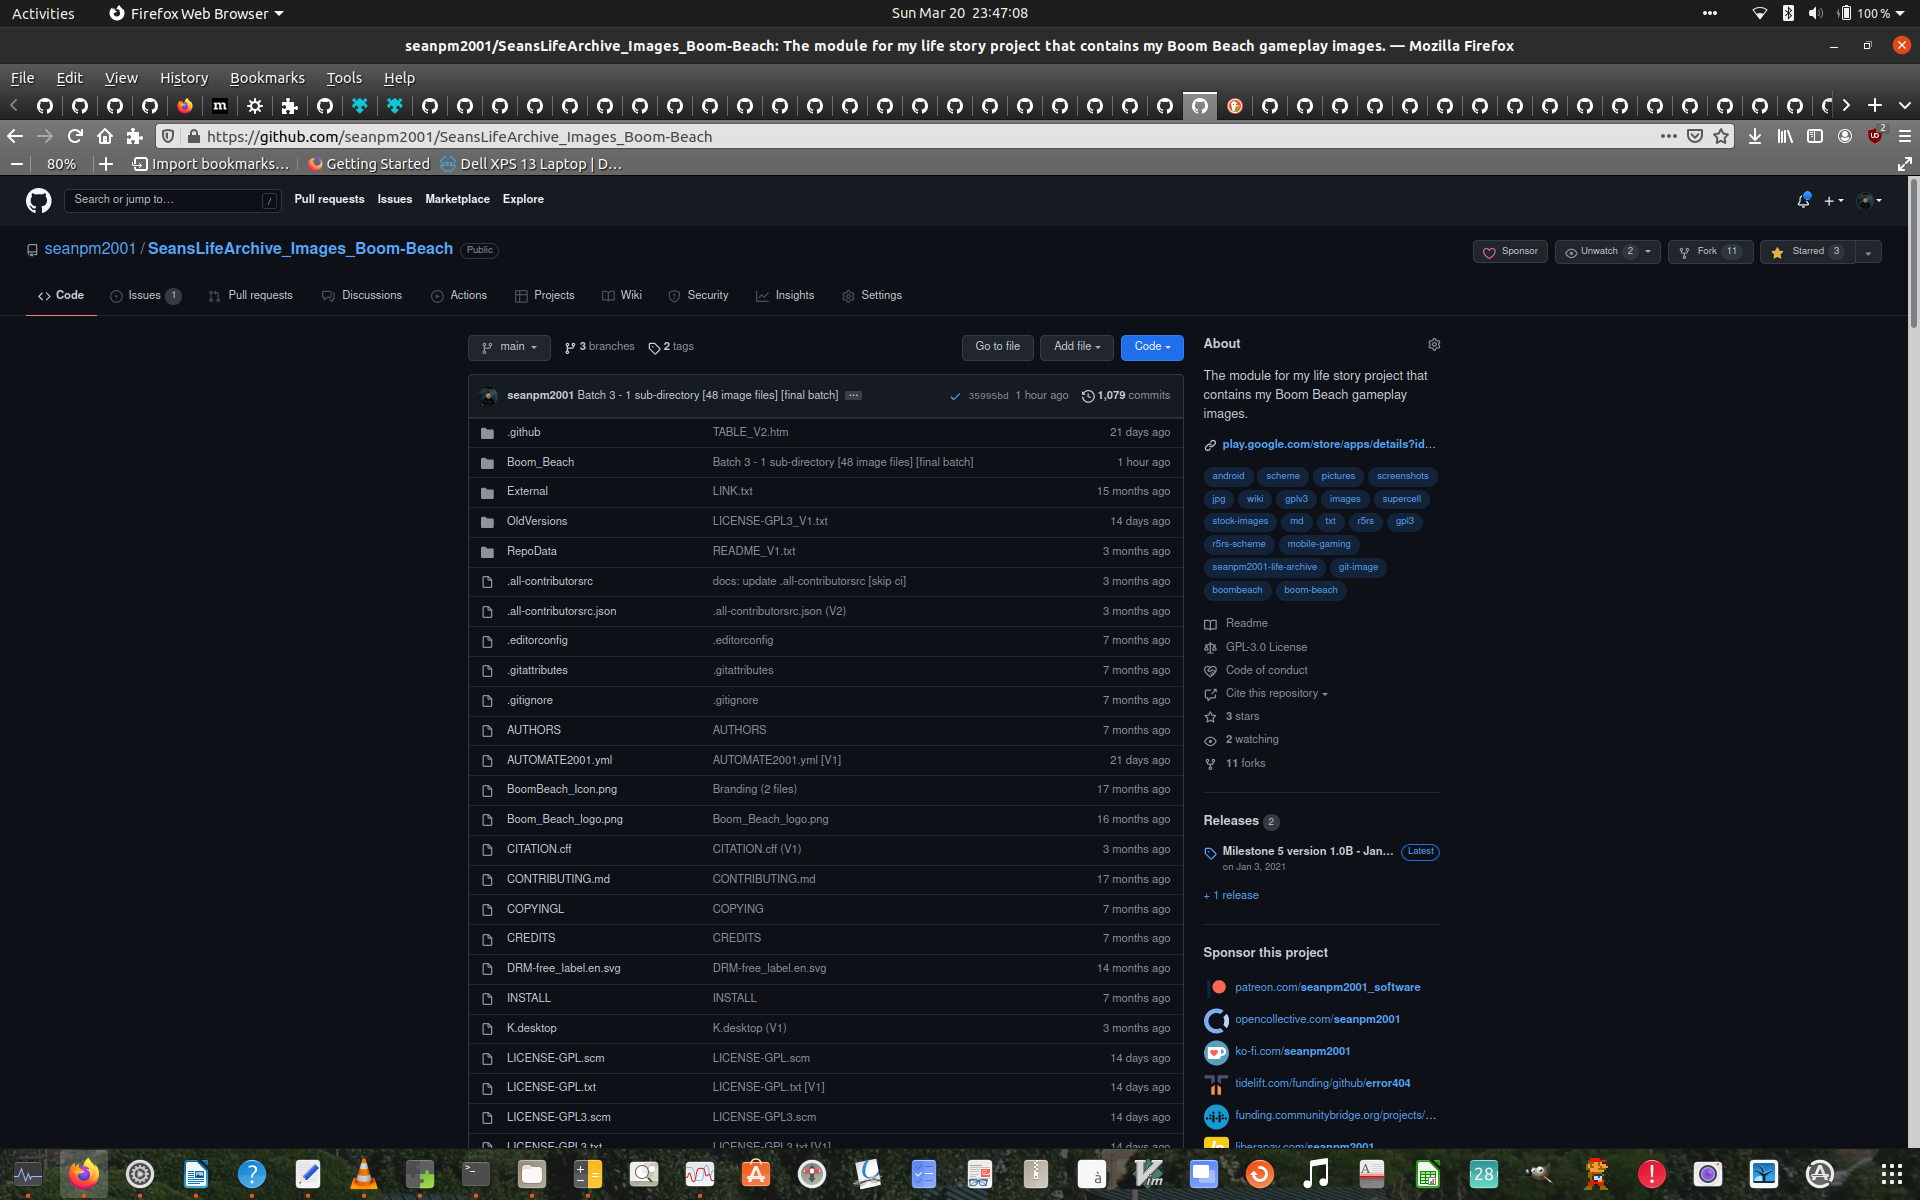 Activities Firefox Web Browser Sun Mar 20 23:47:08 100 %
seanpm2001/SeansLifeArchive_Images_Boom-Beach: The module for my life story project that contains my Boom Beach gameplay images. — Mozilla Firefox
File Edit View History Bookmarks Tools Help
https://github.com/seanpm2001/SeansLifeArchive_Images_Boom-Beach 2
80% Import bookmarks… Getting Started Dell XPS 13 Laptop | D…
Search or jump to… / Pull requests Issues Marketplace Explore
seanpm2001 / SeansLifeArchive_Images_Boom-Beach Public Sponsor Unwatch 2 Fork 11 Starred 3
Code Issues 1 Pull requests Discussions Actions Projects Wiki Security Insights Settings
main 3 branches 2 tags Go to file Add file Code
seanpm2001 Batch 3 - 1 sub-directory [48 image files] [final batch] … 35995bd 1 hour ago 1,079 commits
.github TABLE_V2.htm 21 days ago
Boom_Beach Batch 3 - 1 sub-directory [48 image files] [final batch] 1 hour ago
External LINK.txt 15 months ago
OldVersions LICENSE-GPL3_V1.txt 14 days ago
RepoData README_V1.txt 3 months ago
.all-contributorsrc docs: update .all-contributorsrc [skip ci] 3 months ago
.all-contributorsrc.json .all-contributorsrc.json (V2) 3 months ago
.editorconfig .editorconfig 7 months ago
.gitattributes .gitattributes 7 months ago
.gitignore .gitignore 7 months ago
AUTHORS AUTHORS 7 months ago
AUTOMATE2001.yml AUTOMATE2001.yml [V1] 21 days ago
BoomBeach_Icon.png Branding (2 files) 17 months ago
Boom_Beach_logo.png Boom_Beach_logo.png 16 months ago
CITATION.cff CITATION.cff (V1) 3 months ago
CONTRIBUTING.md CONTRIBUTING.md 17 months ago
COPYINGL COPYING 7 months ago
CREDITS CREDITS 7 months ago
DRM-free_label.en.svg DRM-free_label.en.svg 14 months ago
INSTALL INSTALL 7 months ago
K.desktop K.desktop (V1) 3 months ago
LICENSE-GPL.scm LICENSE-GPL.scm 14 days ago
LICENSE-GPL.txt LICENSE-GPL.txt [V1] 14 days ago
LICENSE-GPL3.scm LICENSE-GPL3.scm 14 days ago
LICENSE-GPL3.txt LICENSE-GPL3.txt [V1] 14 days ago
About
The module for my life story project that
contains my Boom Beach gameplay
images.
play.google.com/store/apps/details?id…
android scheme pictures screenshots
jpg wiki gplv3 images supercell
stock-images md txt r5rs gpl3
r5rs-scheme mobile-gaming
seanpm2001-life-archive git-image
boombeach boom-beach
Readme
GPL-3.0 License
Code of conduct
Cite this repository
3 stars
2 watching
11 forks
Releases 2
Milestone 5 version 1.0B - Jan… Latest
on Jan 3, 2021
+ 1 release
Sponsor this project
patreon.com/seanpm2001_software
opencollective.com/seanpm2001
ko-fi.com/seanpm2001
tidelift.com/funding/github/error404
funding.communitybridge.org/projects/…
liberapay.com/seanpm2001
28